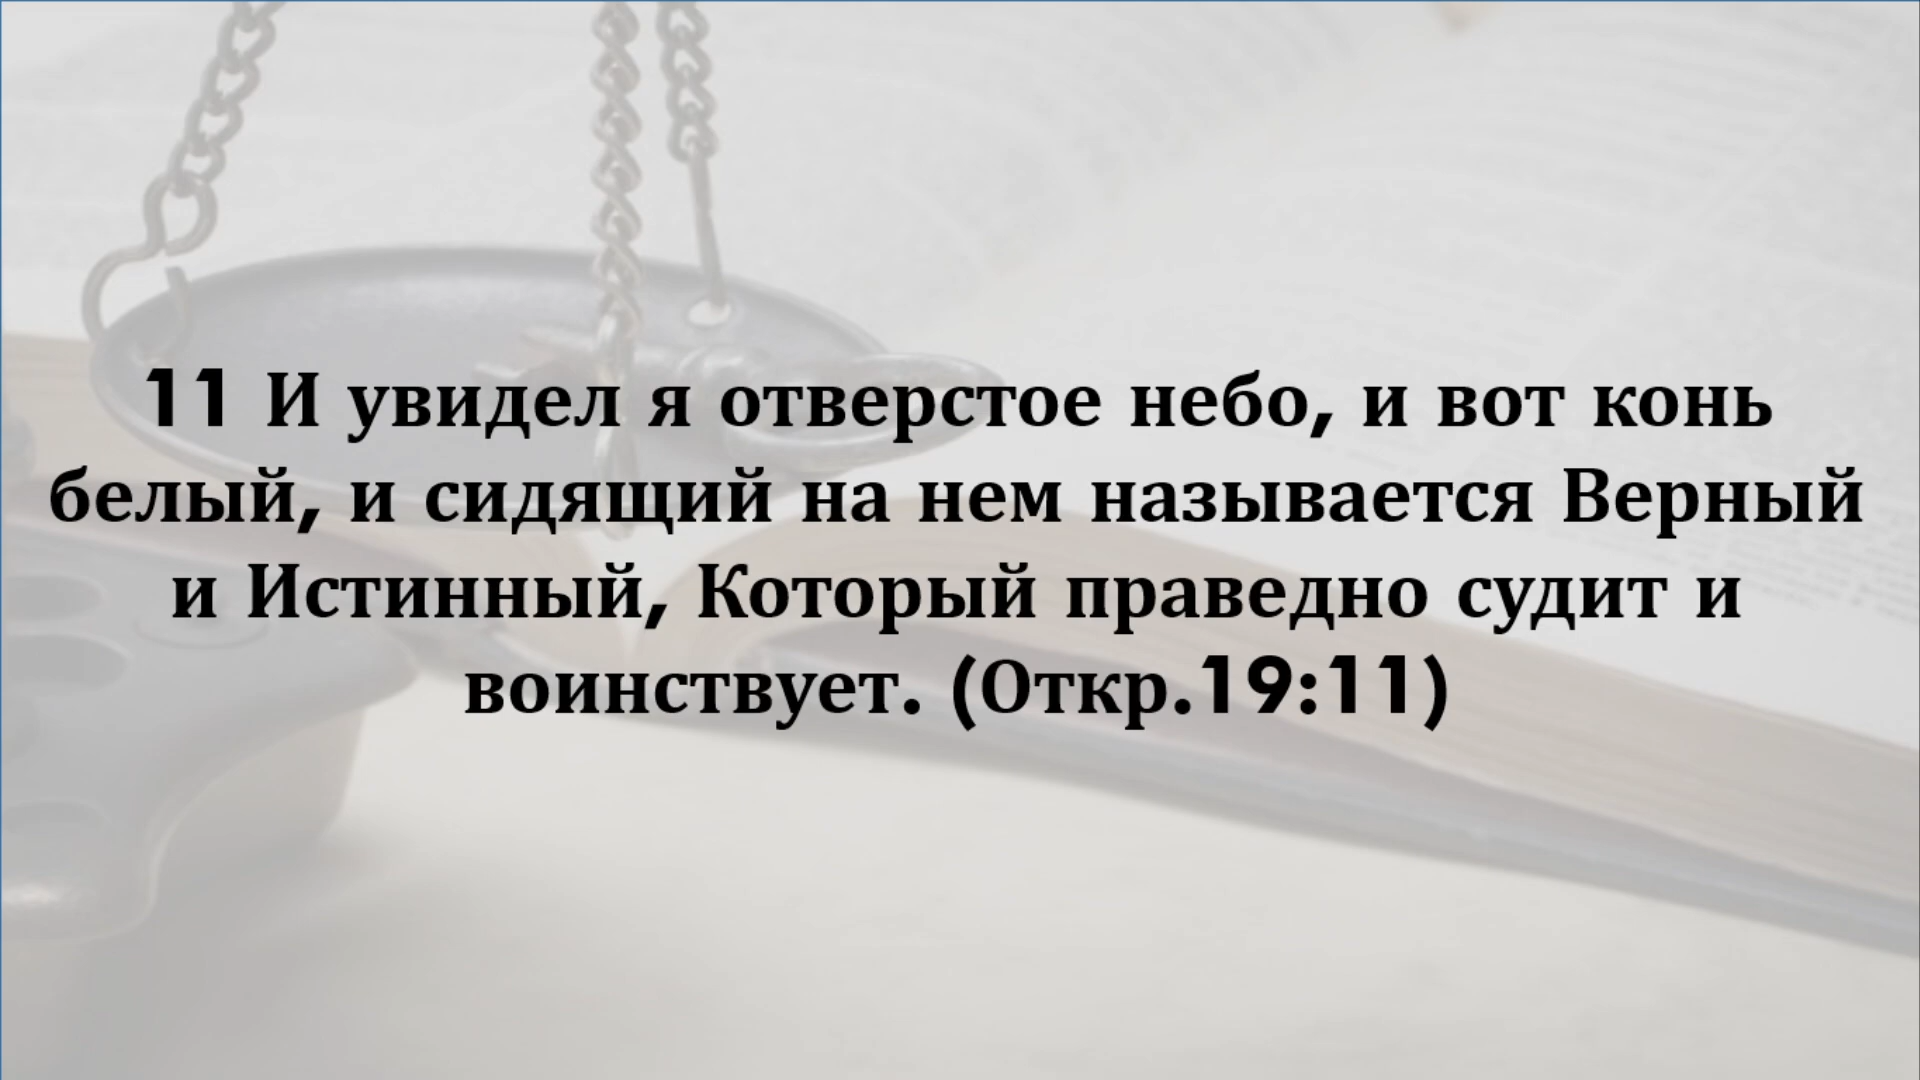 11 И увидел я отверстое небо, и вот конь
белый, и сидящий на нем называется Верный
и Истинный, Который праведно судит и
воинствует. (Откр.19:11)